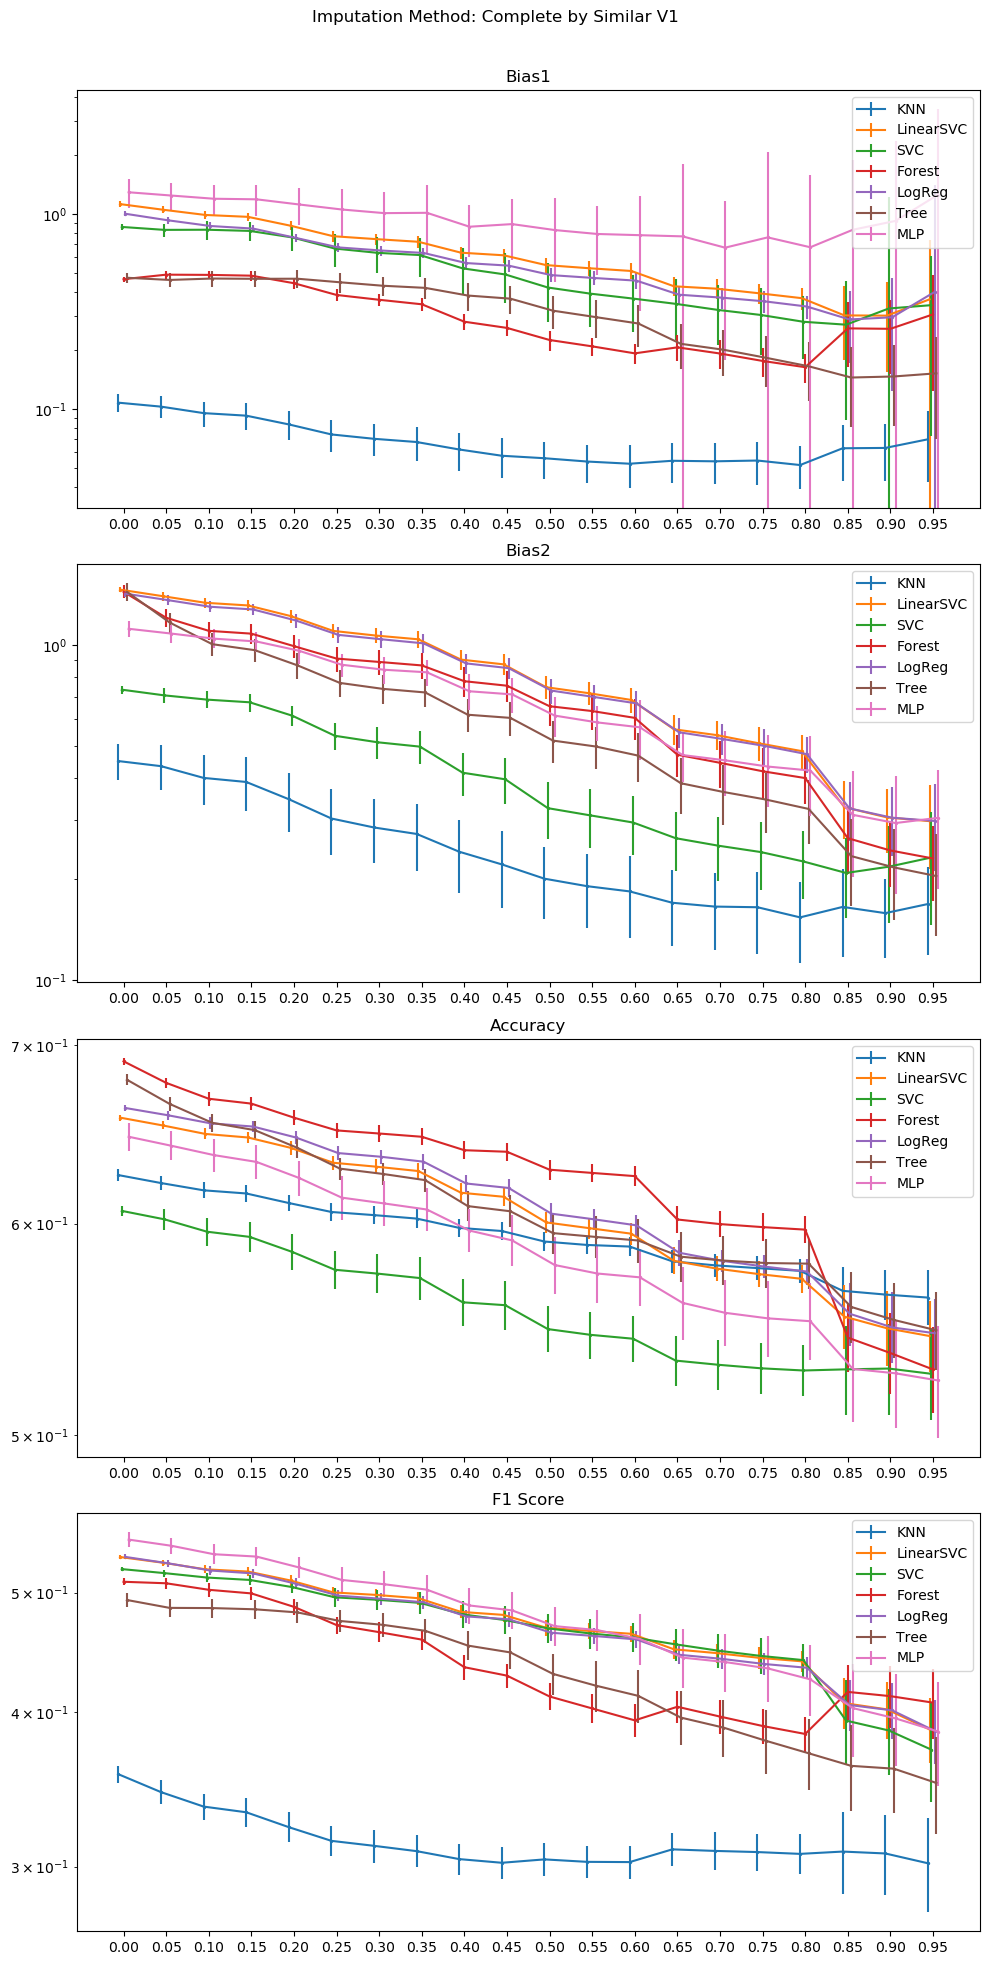 Imputation Method: Complete by Similar V1
Bias1
10⁰
10⁻¹
KNN
LinearSVC
SVC
Forest
LogReg
Tree
MLP
0.00 0.05 0.10 0.15 0.20 0.25 0.30 0.35 0.40 0.45 0.50 0.55 0.60 0.65 0.70 0.75 0.80 0.85 0.90 0.95
Bias2
10⁰
10⁻¹
KNN
LinearSVC
SVC
Forest
LogReg
Tree
MLP
0.00 0.05 0.10 0.15 0.20 0.25 0.30 0.35 0.40 0.45 0.50 0.55 0.60 0.65 0.70 0.75 0.80 0.85 0.90 0.95
Accuracy
7 × 10⁻¹
6 × 10⁻¹
5 × 10⁻¹
KNN
LinearSVC
SVC
Forest
LogReg
Tree
MLP
0.00 0.05 0.10 0.15 0.20 0.25 0.30 0.35 0.40 0.45 0.50 0.55 0.60 0.65 0.70 0.75 0.80 0.85 0.90 0.95
F1 Score
5 × 10⁻¹
4 × 10⁻¹
3 × 10⁻¹
KNN
LinearSVC
SVC
Forest
LogReg
Tree
MLP
0.00 0.05 0.10 0.15 0.20 0.25 0.30 0.35 0.40 0.45 0.50 0.55 0.60 0.65 0.70 0.75 0.80 0.85 0.90 0.95